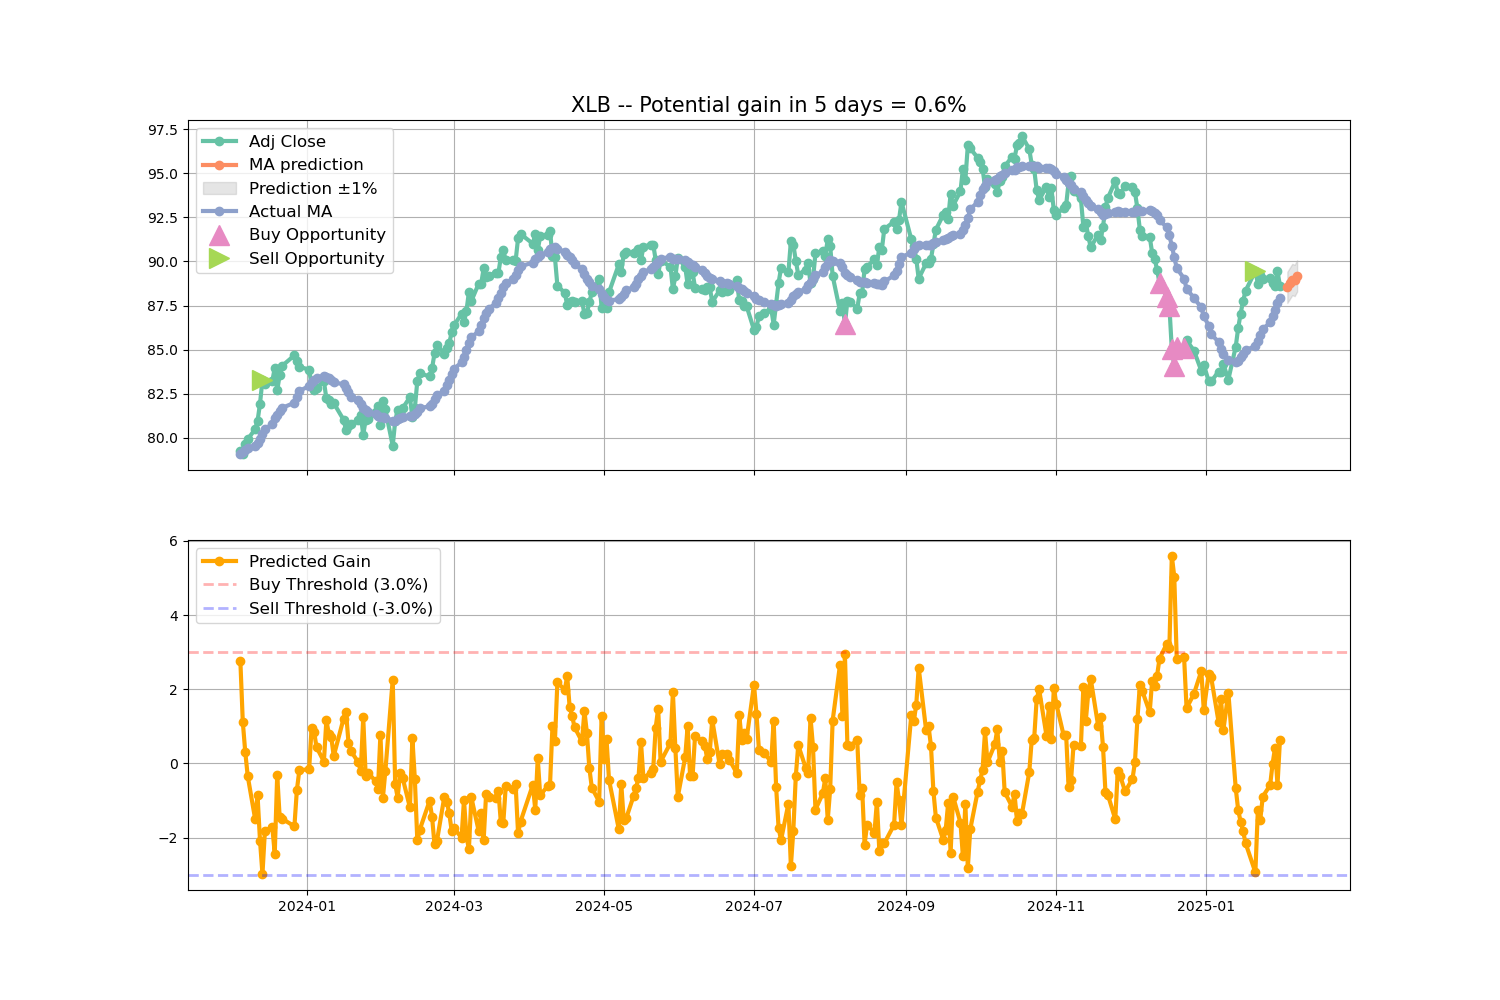 XLB -- Potential gain in 5 days = 0.6%
97.5
95.0
92.5
90.0
87.5
85.0
82.5
80.0
Adj Close
MA prediction
Prediction ±1%
Actual MA
Buy Opportunity
Sell Opportunity
6
4
2
0
−2
Predicted Gain
Buy Threshold (3.0%)
Sell Threshold (-3.0%)
2024-01
2024-03
2024-05
2024-07
2024-09
2024-11
2025-01